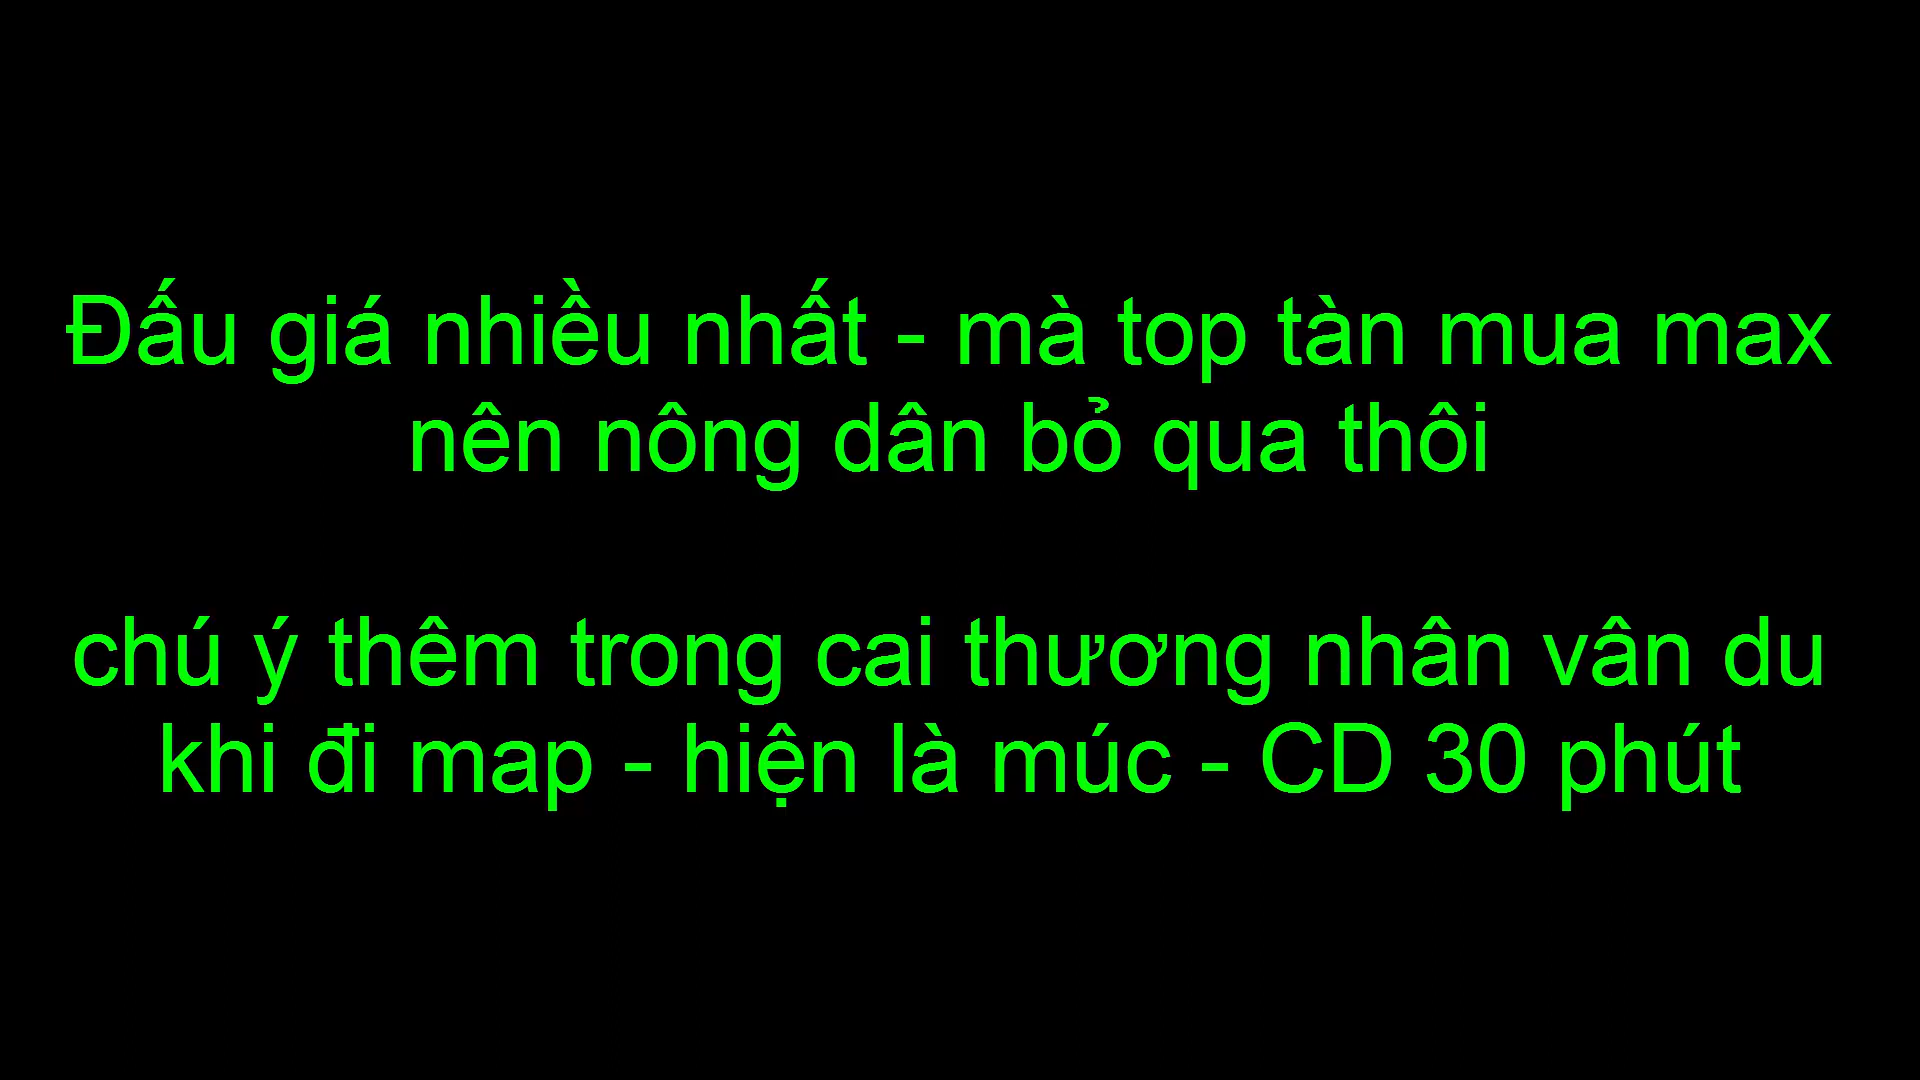 Đấu giá nhiều nhất - mà top tàn mua max
nên nông dân bỏ qua thôi
chú ý thêm trong cai thương nhân vân du
khi đi map - hiện là múc - CD 30 phút